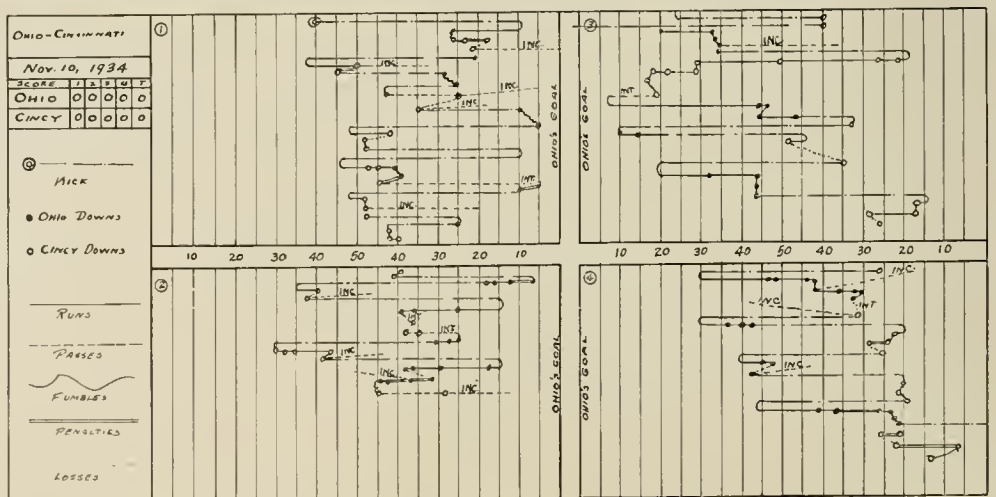 OHIO-CINCINNATI
NOV. 10, 1934
SCORE 1 2 3 4 T
OHIO 0 0 0 0 0
CINCY 0 0 0 0 0
KICK
OHIO DOWNS
CINCY DOWNS
RUNS
PASSES
FUMBLES
PENALTIES
LOSSES
1
INC
INC
INC
INC
INT
INC
OHIO'S GOAL
10 20 30 40 50 40 30 20 10
2
INC
INT
INT
INC
INC
INC
OHIO'S GOAL
3
INC
INT
OHIO'S GOAL
10 20 30 40 50 40 30 20 10
4
INC
INC
INT
INC
OHIO'S GOAL